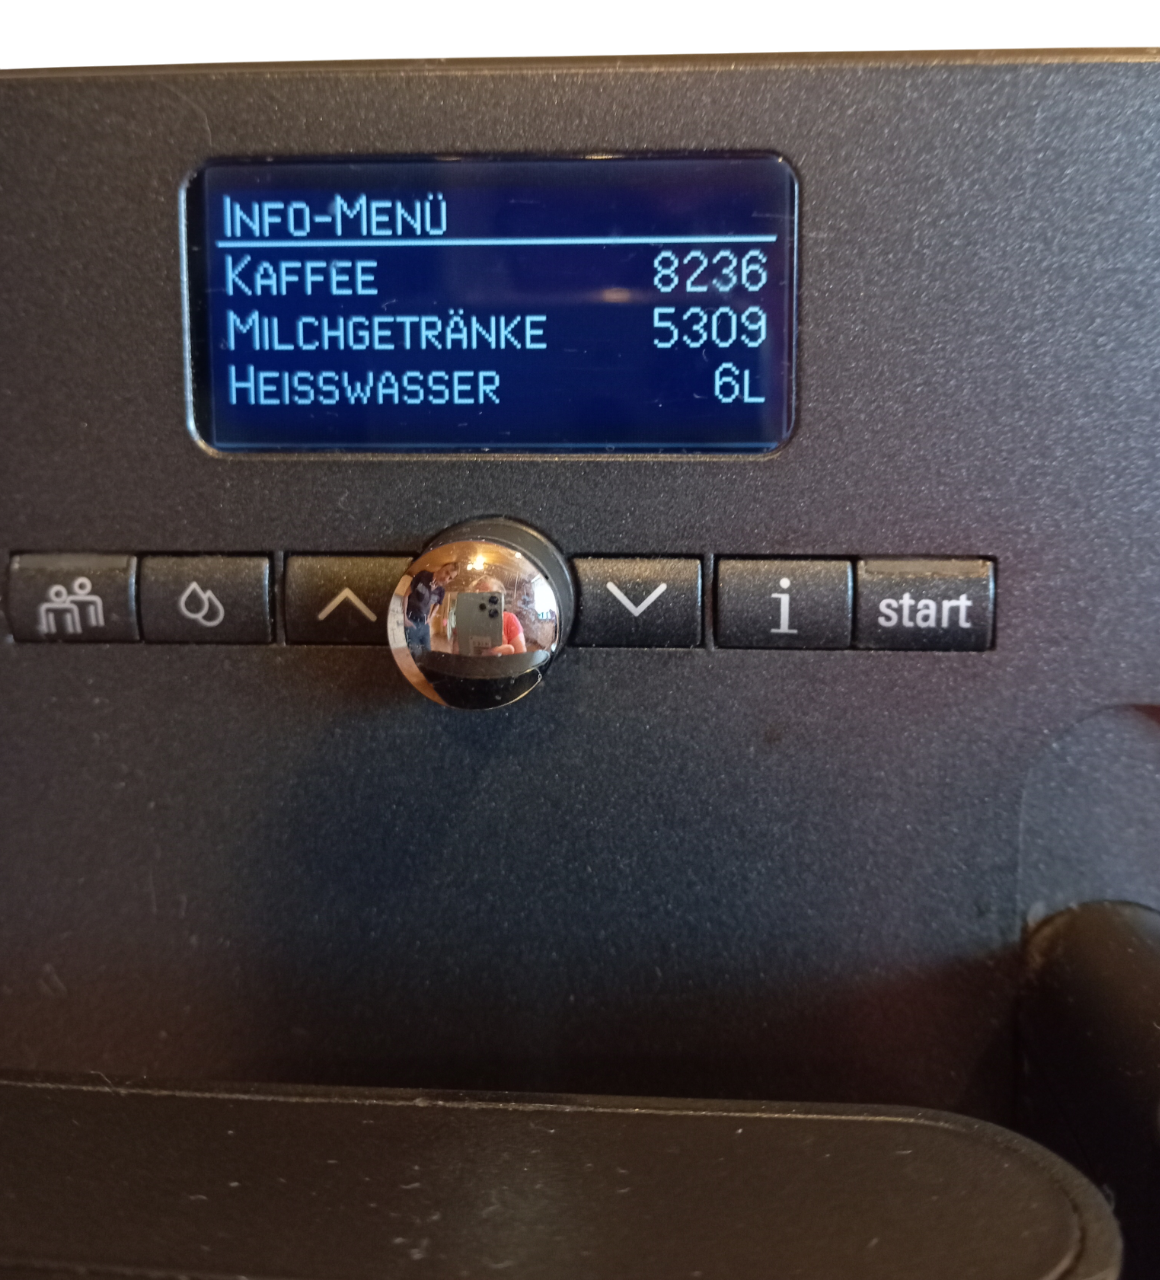 INFO-MENÜ
KAFFEE 8236
MILCHGETRÄNKE 5309
HEISSWASSER 6L
i start